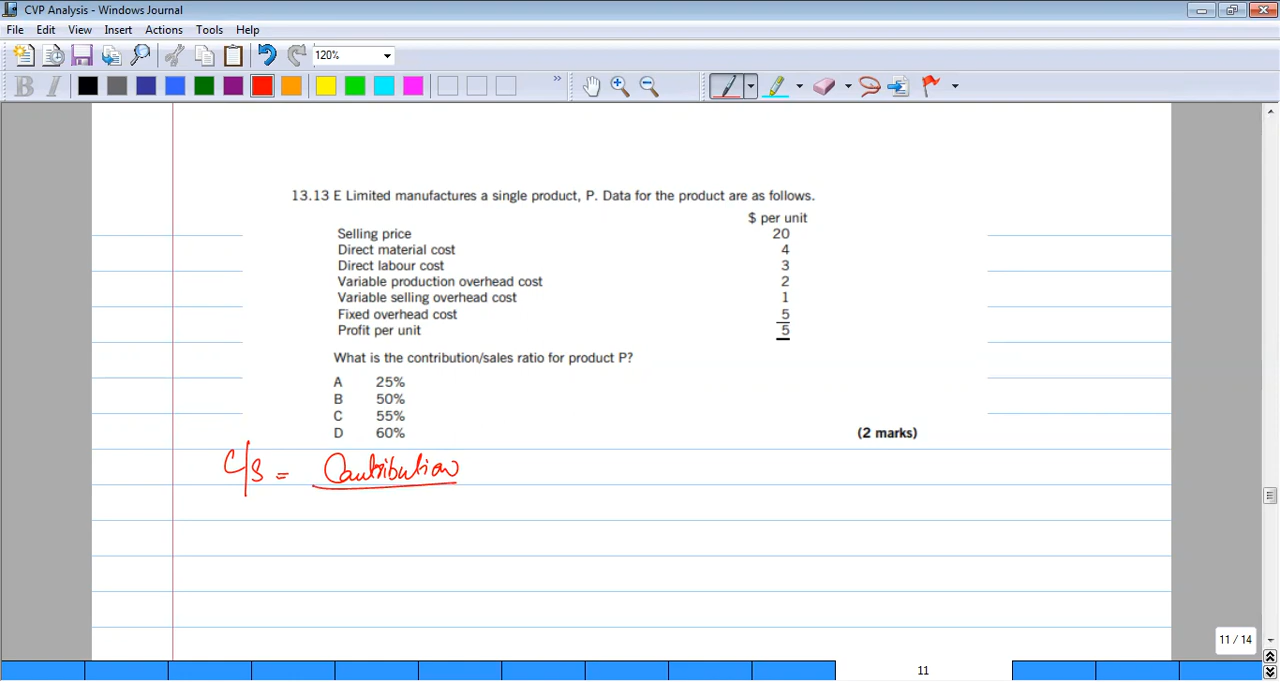 CVP Analysis - Windows Journal
File Edit View Insert Actions Tools Help
120%
B I
13.13 E Limited manufactures a single product, P. Data for the product are as follows.
$ per unit
Selling price 20
Direct material cost 4
Direct labour cost 3
Variable production overhead cost 2
Variable selling overhead cost 1
Fixed overhead cost 5
Profit per unit 5
What is the contribution/sales ratio for product P?
A 25%
B 50%
C 55%
D 60%
(2 marks)
C/S = Contribution
11 / 14
11